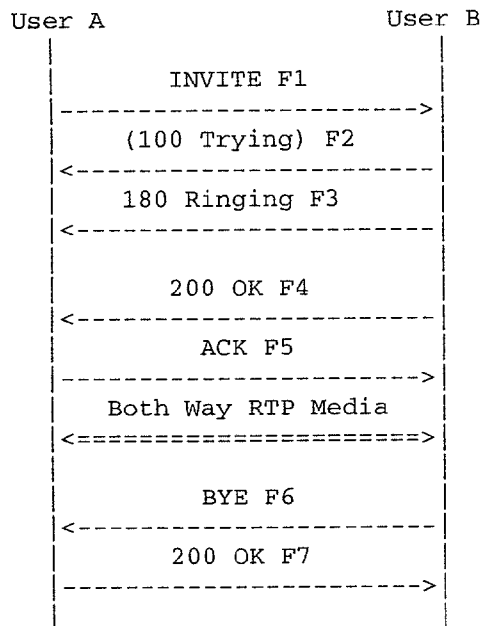 User A User B
INVITE F1
(100 Trying) F2
180 Ringing F3
200 OK F4
ACK F5
Both Way RTP Media
BYE F6
200 OK F7